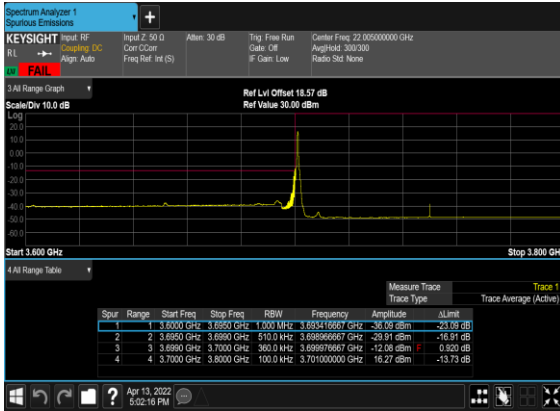 Spectrum Analyzer 1
Spurious Emissions
+
KEYSIGHT Input: RF Input Z: 50 Ω Atten: 30 dB Trig: Free Run Center Freq: 22.005000000 GHz
RL Coupling: DC Corr CCorr Gate: Off Avg|Hold: 300/300
Align: Auto Freq Ref: Int (S) IF Gain: Low Radio Std: None
FAIL
3 All Range Graph
Ref Lvl Offset 18.57 dB
Scale/Div 10.0 dB Ref Value 30.00 dBm
Log
20.0
10.0
0.00
-10.0
-20.0
-30.0
-40.0
-50.0
-60.0
Start 3.600 GHz Stop 3.800 GH
4 All Range Table
Measure Trace Trace 1
Trace Type Trace Average (Active)
Spur Range Start Freq Stop Freq RBW Frequency Amplitude ΔLimit
1 1 3.6000 GHz 3.6950 GHz 1.000 MHz 3.693416667 GHz -36.09 dBm -23.09 dB
2 2 3.6950 GHz 3.6990 GHz 510.0 kHz 3.698966667 GHz -29.91 dBm -16.91 dB
3 3 3.6990 GHz 3.7000 GHz 360.0 kHz 3.699976667 GHz -12.08 dBm F 0.920 dB
4 4 3.7000 GHz 3.8000 GHz 100.0 kHz 3.701000000 GHz 16.27 dBm -13.73 dB
? Apr 13, 2022
5:02:16 PM